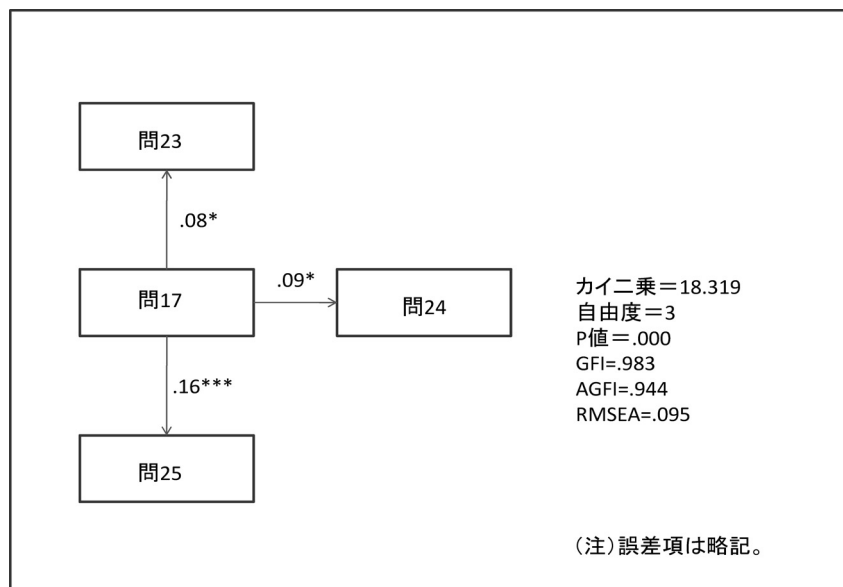 問23
.08*
問17
.09*
問24
.16***
問25
カイ二乗＝18.319
自由度＝3
P値＝.000
GFI=.983
AGFI=.944
RMSEA=.095
（注）誤差項は略記。